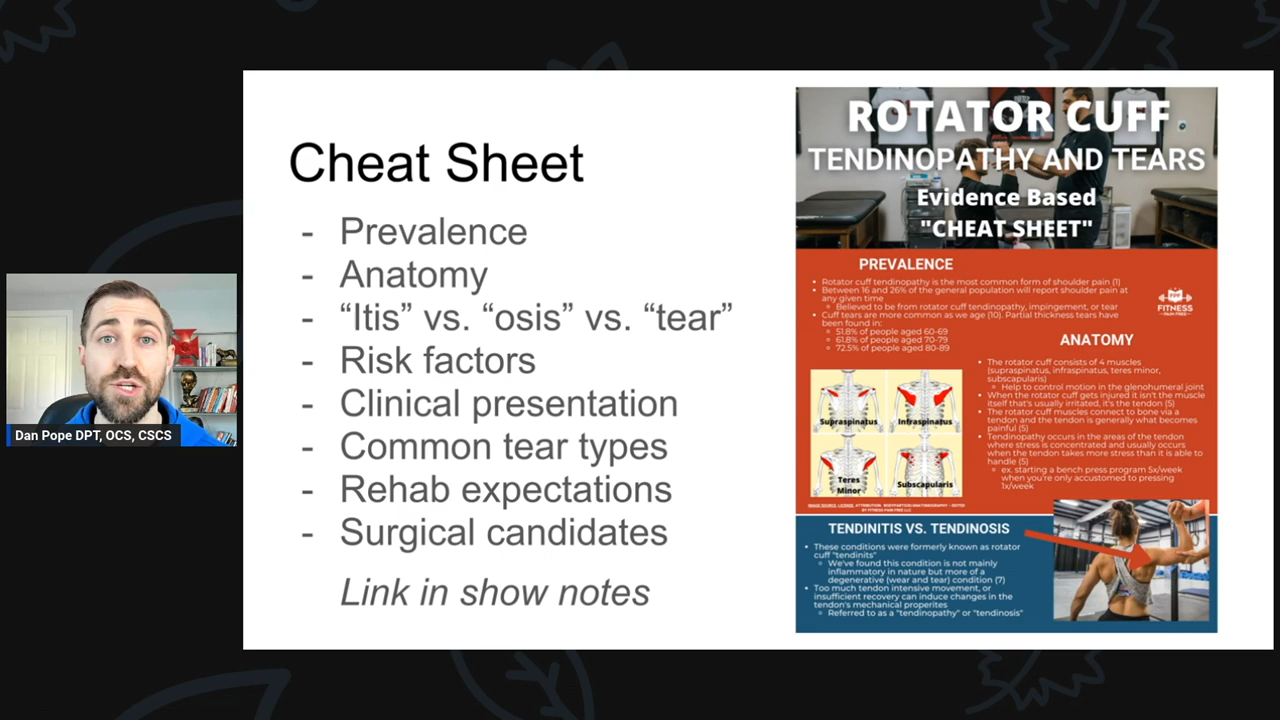 Cheat Sheet
- Prevalence
- Anatomy
- “Itis” vs. “osis” vs. “tear”
- Risk factors
- Clinical presentation
- Common tear types
- Rehab expectations
- Surgical candidates
Link in show notes
Dan Pope DPT, OCS, CSCS
ROTATOR CUFF
TENDINOPATHY AND TEARS
Evidence Based
"CHEAT SHEET"
PREVALENCE
Rotator cuff tendinopathy is the most common form of shoulder pain (1)
Between 16 and 26% of the general population will report shoulder pain at
any given time
Believed to be from rotator cuff tendinopathy, impingement, or tear
Cuff tears are more common as we age (10). Partial thickness tears have
been found in:
51.8% of people aged 60-69
61.8% of people aged 70-79
72.5% of people aged 80-89
FITNESS
PAIN FREE
ANATOMY
The rotator cuff consists of 4 muscles
(supraspinatus, infraspinatus, teres minor,
subscapularis)
Help to control motion in the glenohumeral joint
When the rotator cuff gets injured it isn't the muscle
itself that's usually irritated, it's the tendon (5)
The rotator cuff muscles connect to bone via a
tendon and the tendon is generally what becomes
painful (5)
Tendinopathy occurs in the areas of the tendon
where stress is concentrated and usually occurs
when the tendon takes more stress than it is able to
handle (5)
ex. starting a bench press program 5x/week
when you're only accustomed to pressing
1x/week
Supraspinatus
Infraspinatus
Teres
Minor
Subscapularis
TENDINITIS VS. TENDINOSIS
These conditions were formerly known as rotator
cuff "tendinits"
We've found this condition is not mainly
inflammatory in nature but more of a
degenerative (wear and tear) condition (7)
Too much tendon intensive movement, or
insufficient recovery can induce changes in the
tendon's mechanical properites
Referred to as a "tendinopathy" or "tendinosis"